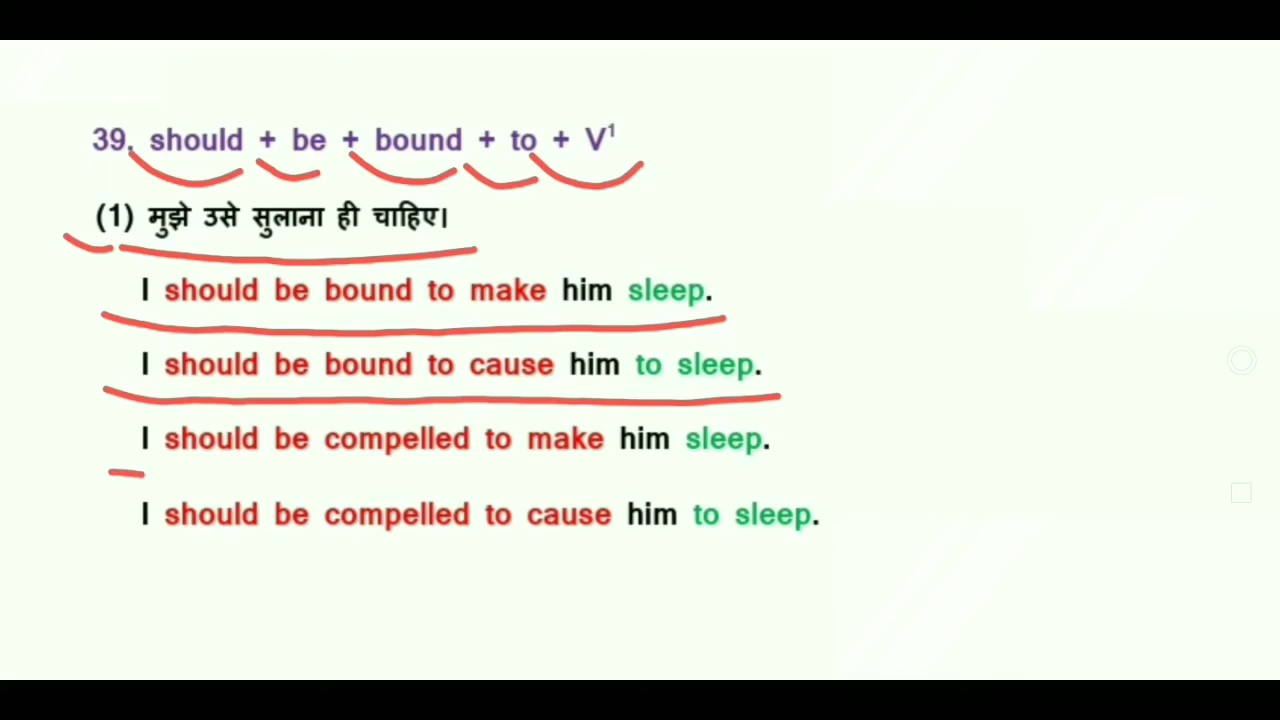 39. should + be + bound + to + V¹
(1) मुझे उसे सुलाना ही चाहिए।
I should be bound to make him sleep.
I should be bound to cause him to sleep.
I should be compelled to make him sleep.
I should be compelled to cause him to sleep.